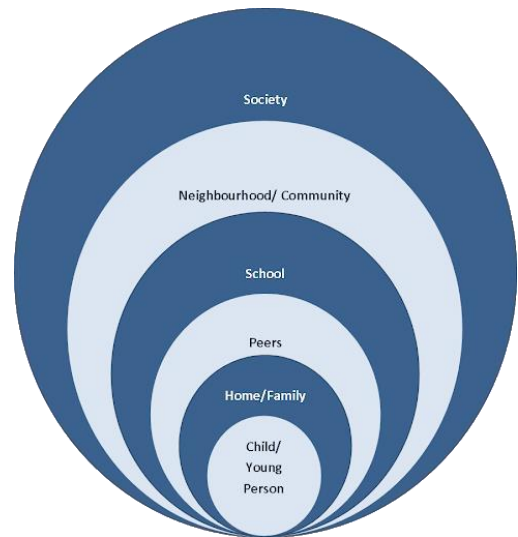 Society
Neighbourhood/ Community
School
Peers
Home/Family
Child/
Young
Person